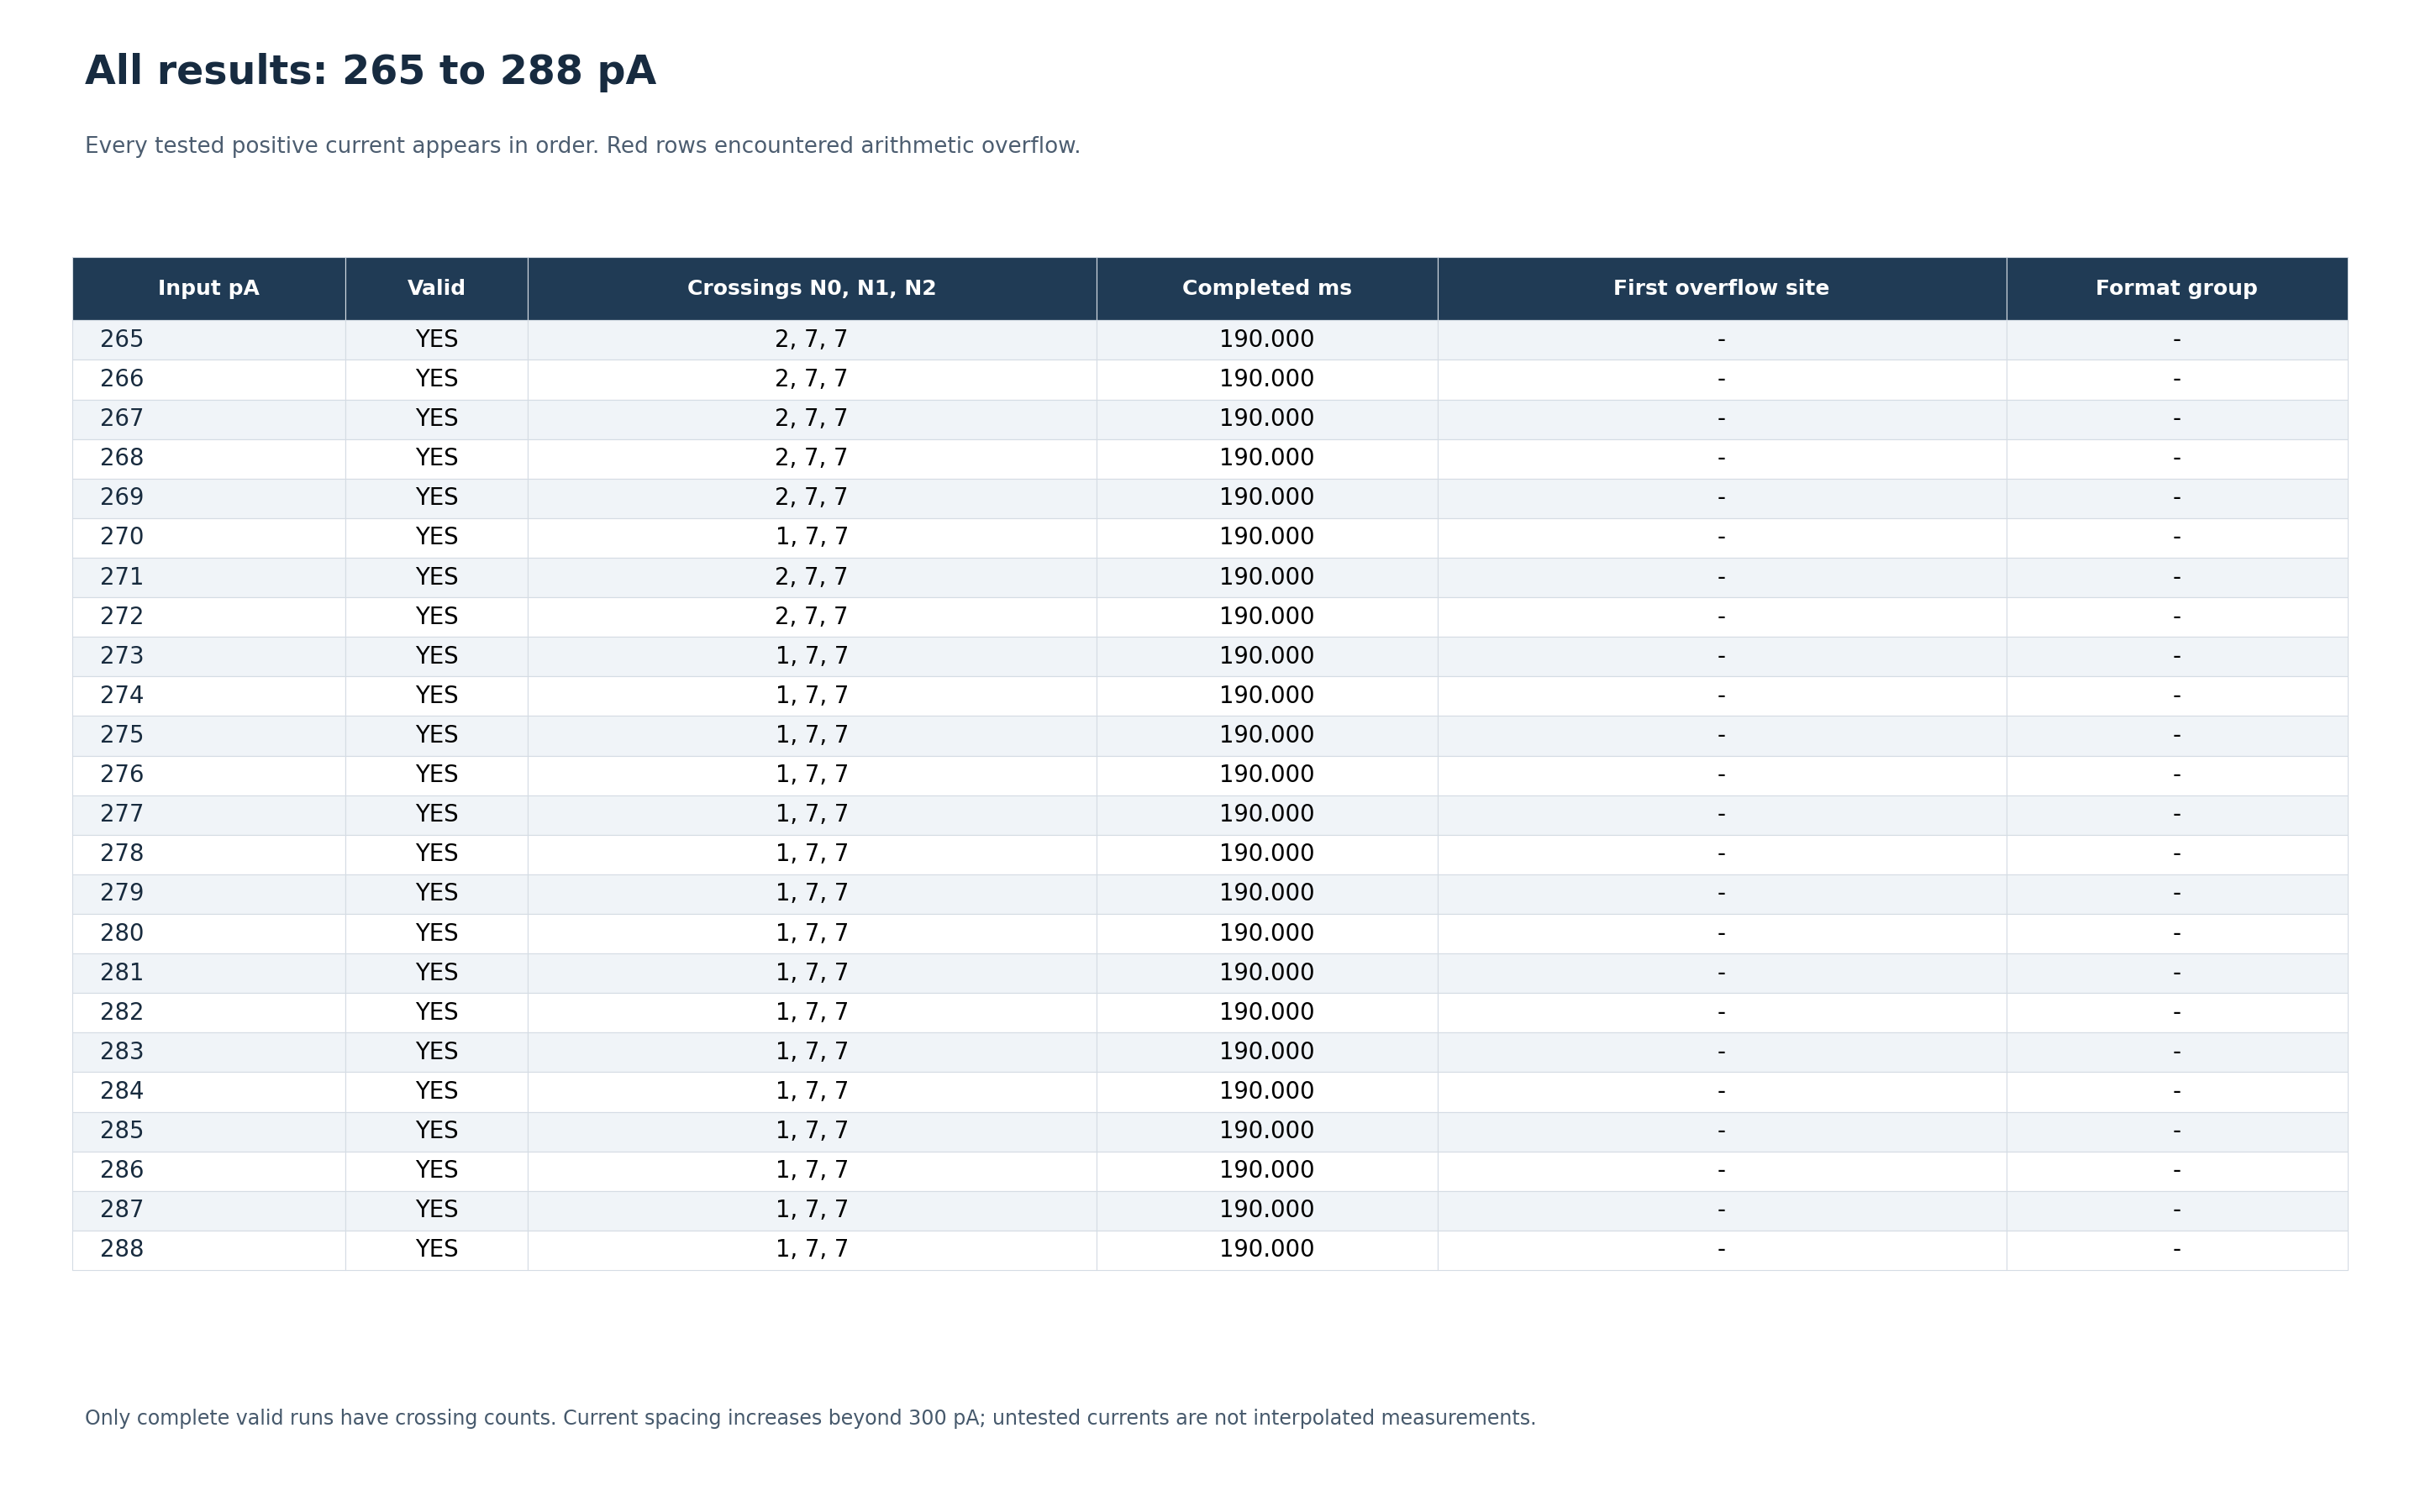 All results: 265 to 288 pA
Every tested positive current appears in order. Red rows encountered arithmetic overflow.
Input pA Valid Crossings N0, N1, N2 Completed ms First overflow site Format group
265 YES 2, 7, 7 190.000 - -
266 YES 2, 7, 7 190.000 - -
267 YES 2, 7, 7 190.000 - -
268 YES 2, 7, 7 190.000 - -
269 YES 2, 7, 7 190.000 - -
270 YES 1, 7, 7 190.000 - -
271 YES 2, 7, 7 190.000 - -
272 YES 2, 7, 7 190.000 - -
273 YES 1, 7, 7 190.000 - -
274 YES 1, 7, 7 190.000 - -
275 YES 1, 7, 7 190.000 - -
276 YES 1, 7, 7 190.000 - -
277 YES 1, 7, 7 190.000 - -
278 YES 1, 7, 7 190.000 - -
279 YES 1, 7, 7 190.000 - -
280 YES 1, 7, 7 190.000 - -
281 YES 1, 7, 7 190.000 - -
282 YES 1, 7, 7 190.000 - -
283 YES 1, 7, 7 190.000 - -
284 YES 1, 7, 7 190.000 - -
285 YES 1, 7, 7 190.000 - -
286 YES 1, 7, 7 190.000 - -
287 YES 1, 7, 7 190.000 - -
288 YES 1, 7, 7 190.000 - -
Only complete valid runs have crossing counts. Current spacing increases beyond 300 pA; untested currents are not interpolated measurements.